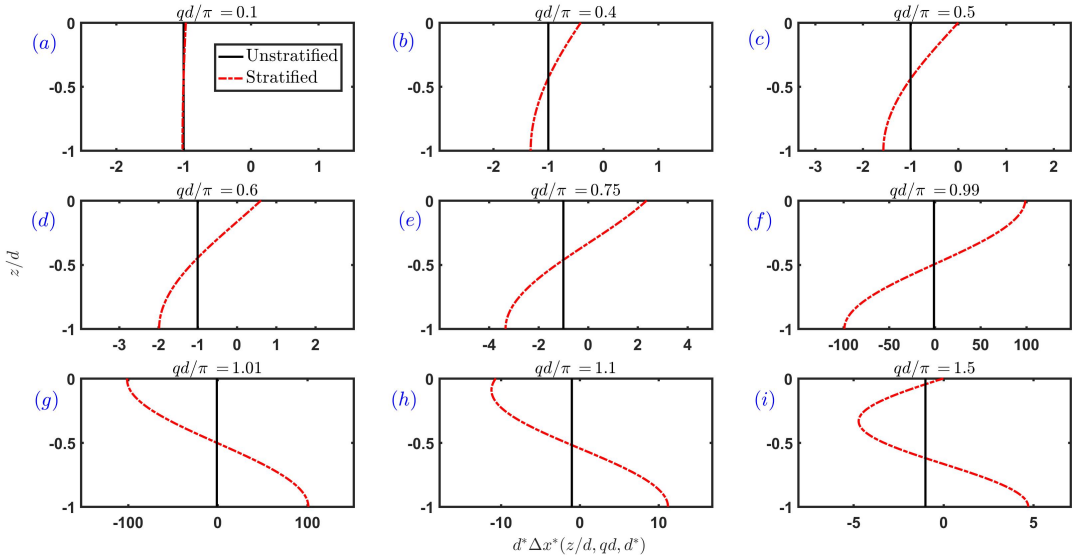 qd/π = 0.1
qd/π = 0.4
qd/π = 0.5
(a)
(b)
(c)
Unstratified
Stratified
0
-0.5
-1
-2 -1 0 1
0
-0.5
-1
-2 -1 0 1
0
-0.5
-1
-3 -2 -1 0 1 2
qd/π = 0.6
qd/π = 0.75
qd/π = 0.99
(d)
(e)
(f)
z/d
0
-0.5
-1
-3 -2 -1 0 1 2
0
-0.5
-1
-4 -2 0 2 4
0
-0.5
-1
-100 -50 0 50 100
qd/π = 1.01
qd/π = 1.1
qd/π = 1.5
(g)
(h)
(i)
0
-0.5
-1
-100 0 100
0
-0.5
-1
-10 0 10
0
-0.5
-1
-5 0 5
d*Δx*(z/d, qd, d*)